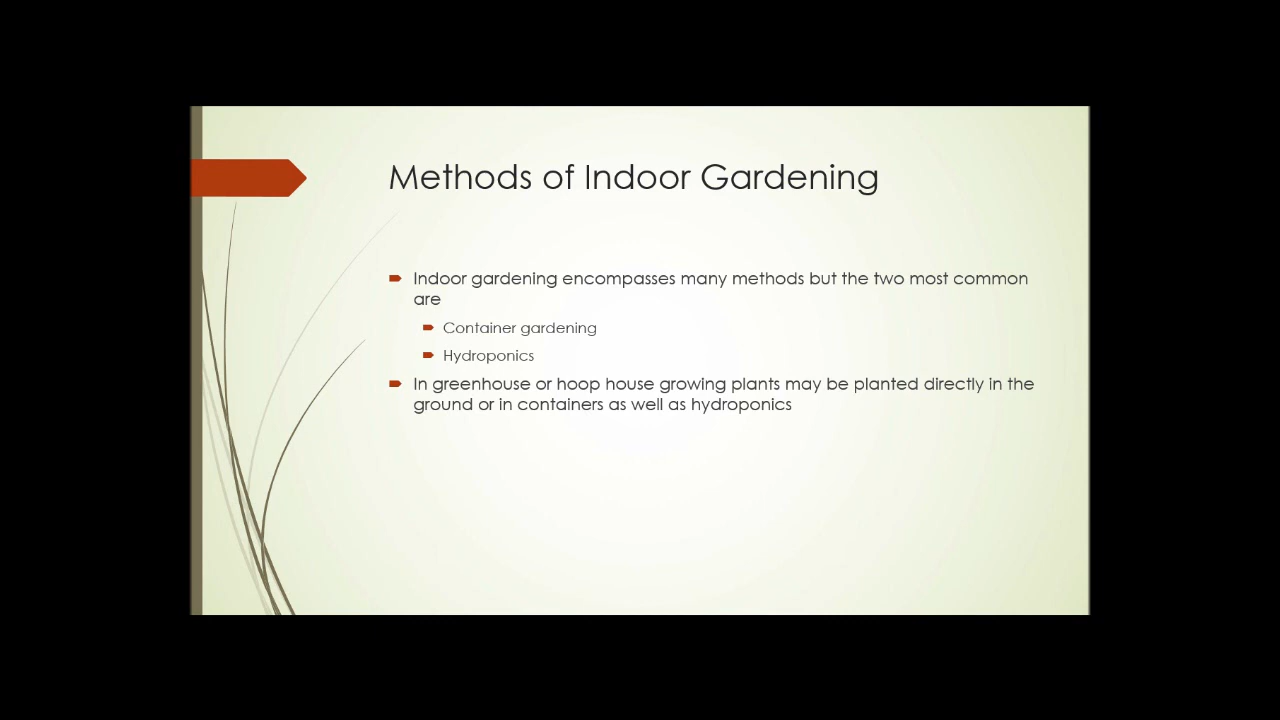 Methods of Indoor Gardening
Indoor gardening encompasses many methods but the two most common
are
Container gardening
Hydroponics
In greenhouse or hoop house growing plants may be planted directly in the
ground or in containers as well as hydroponics